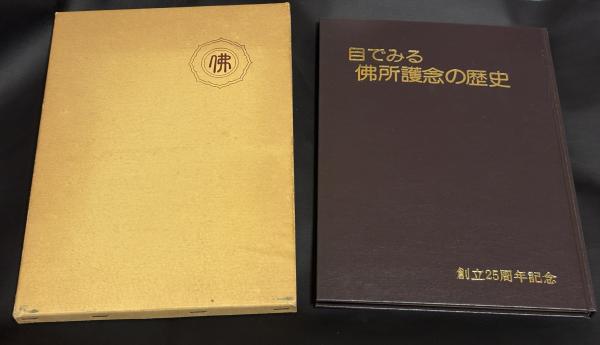 佛
目でみる
佛所護念の歴史
創立25周年記念